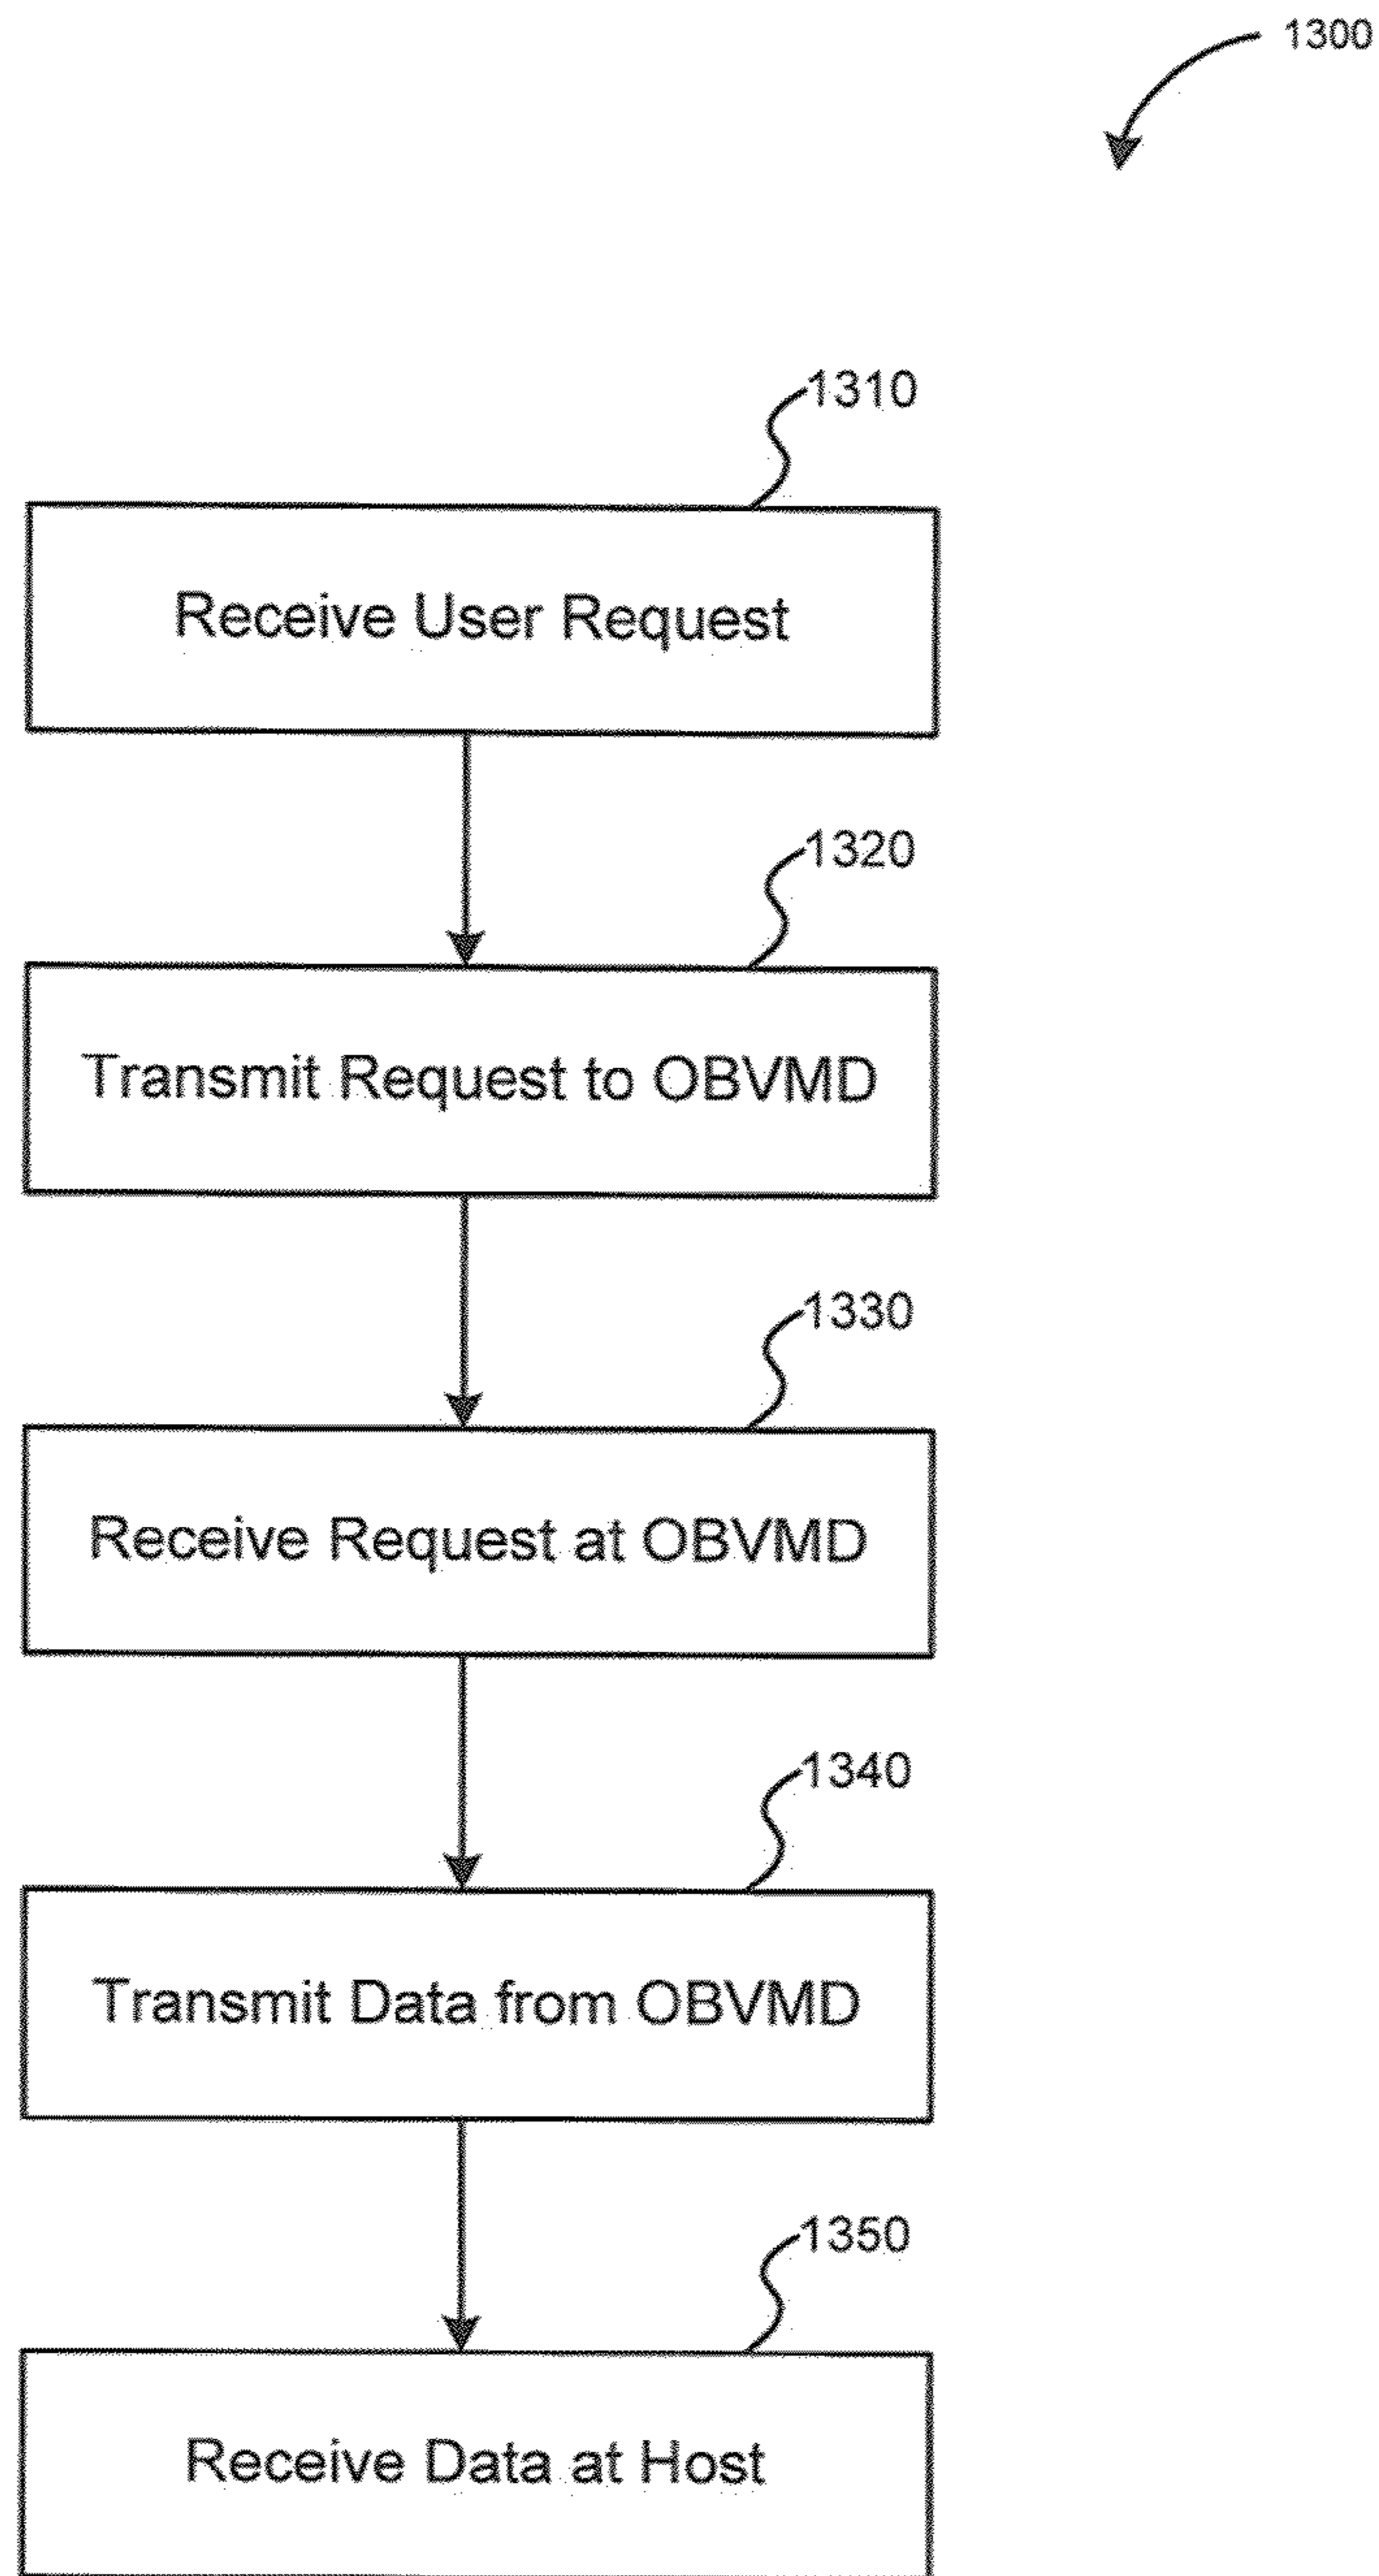 1300
1310
Receive User Request
1320
Transmit Request to OBVMD
1330
Receive Request at OBVMD
1340
Transmit Data from OBVMD
1350
Receive Data at Host